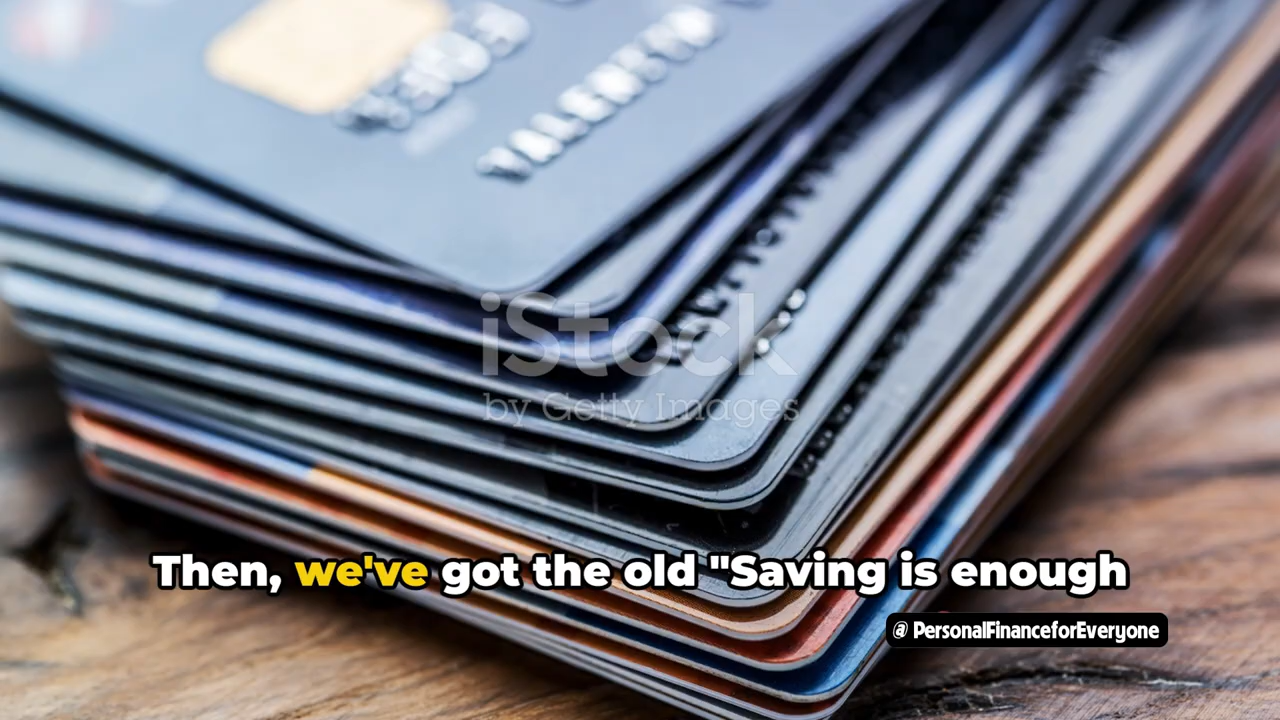 iStock
by Getty Images
Then, we've got the old "Saving is enough
@ PersonalFinanceforEveryone